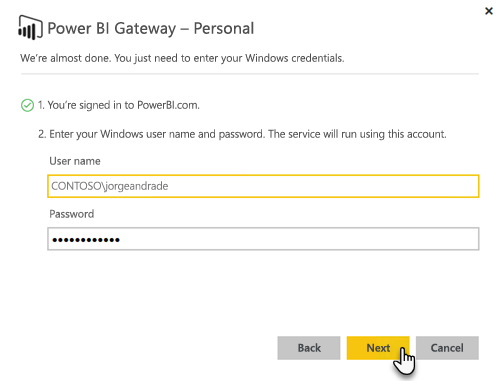 Power BI Gateway – Personal
We're almost done. You just need to enter your Windows credentials.
1. You're signed in to PowerBI.com.
2. Enter your Windows user name and password. The service will run using this account.
User name
CONTOSO\jorgeandrade
Password
••••••••••••
Back
Next
Cancel